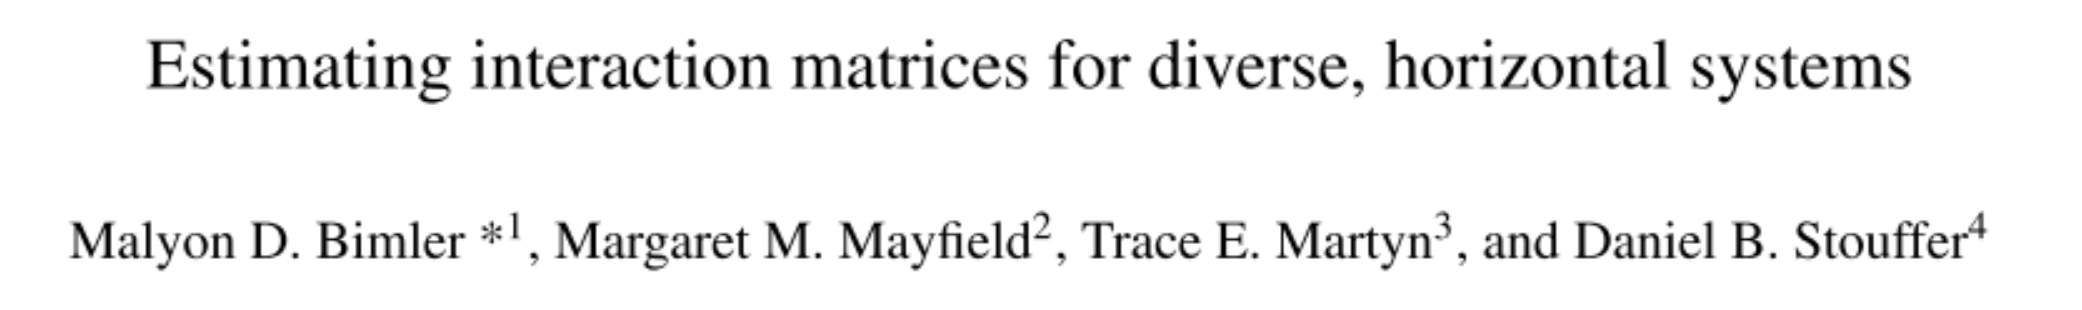 Estimating interaction matrices for diverse, horizontal systems
Malyon D. Bimler *1, Margaret M. Mayfield2, Trace E. Martyn3, and Daniel B. Stouffer4